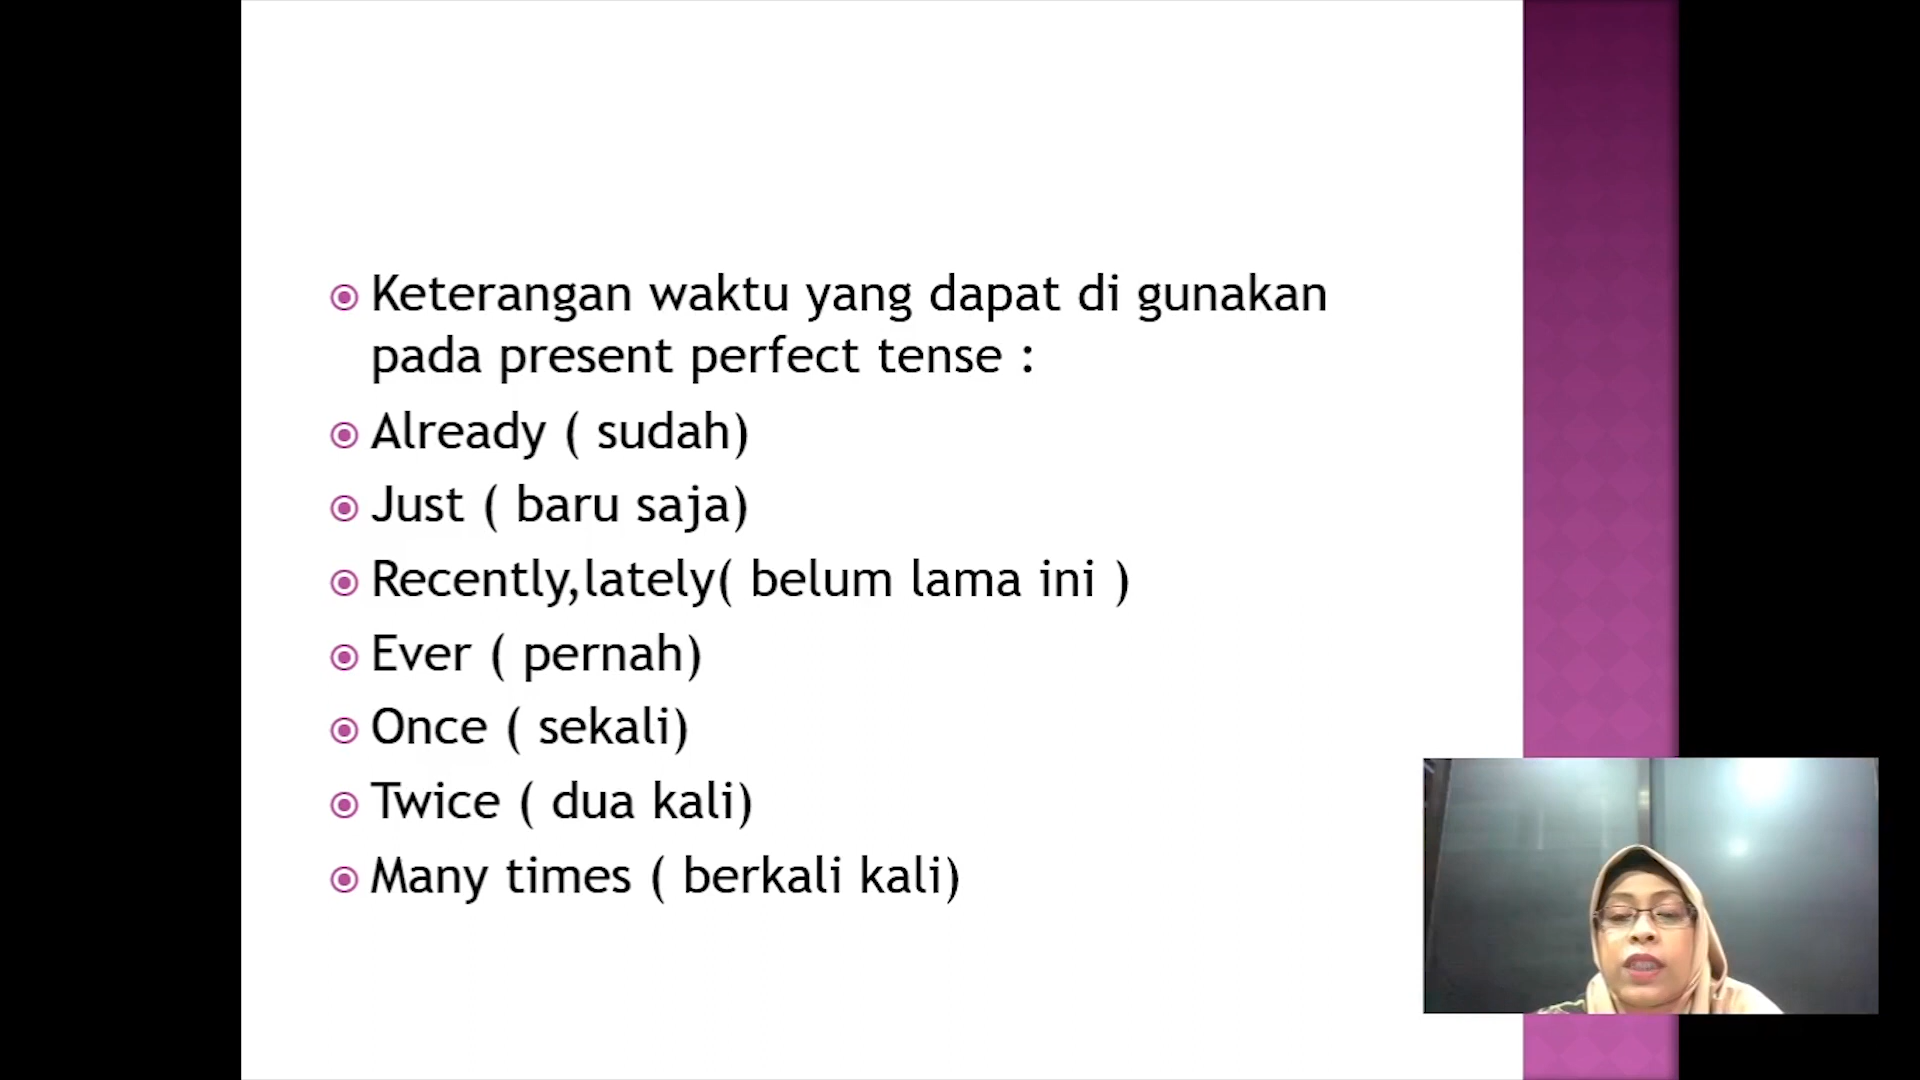 Keterangan waktu yang dapat di gunakan
pada present perfect tense :
Already ( sudah)
Just ( baru saja)
Recently,lately( belum lama ini )
Ever ( pernah)
Once ( sekali)
Twice ( dua kali)
Many times ( berkali kali)